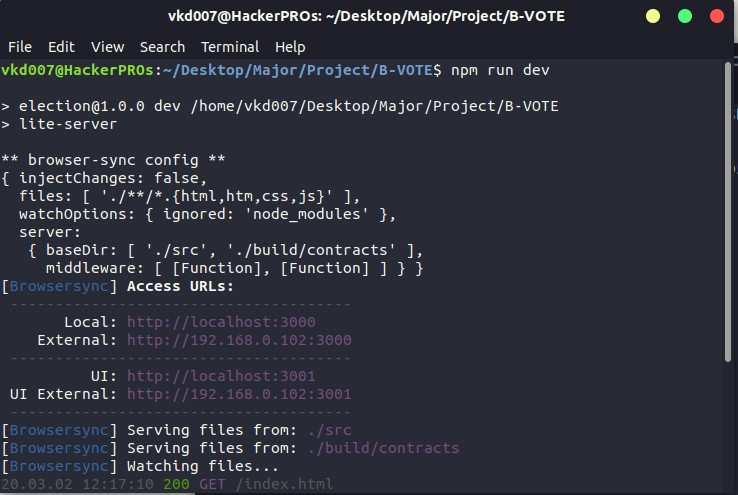 vkd007@HackerPROs: ~/Desktop/Major/Project/B-VOTE
File Edit View Search Terminal Help
vkd007@HackerPROs:~/Desktop/Major/Project/B-VOTE$ npm run dev
> election@1.0.0 dev /home/vkd007/Desktop/Major/Project/B-VOTE
> lite-server
** browser-sync config **
{ injectChanges: false,
  files: [ './**/*.{html,htm,css,js}' ],
  watchOptions: { ignored: 'node_modules' },
  server:
   { baseDir: [ './src', './build/contracts' ],
     middleware: [ [Function], [Function] ] } }
[Browsersync] Access URLs:
 --------------------------------------
       Local: http://localhost:3000
    External: http://192.168.0.102:3000
 --------------------------------------
          UI: http://localhost:3001
 UI External: http://192.168.0.102:3001
 --------------------------------------
[Browsersync] Serving files from: ./src
[Browsersync] Serving files from: ./build/contracts
[Browsersync] Watching files...
20.03.02 12:17:10 200 GET /index.html